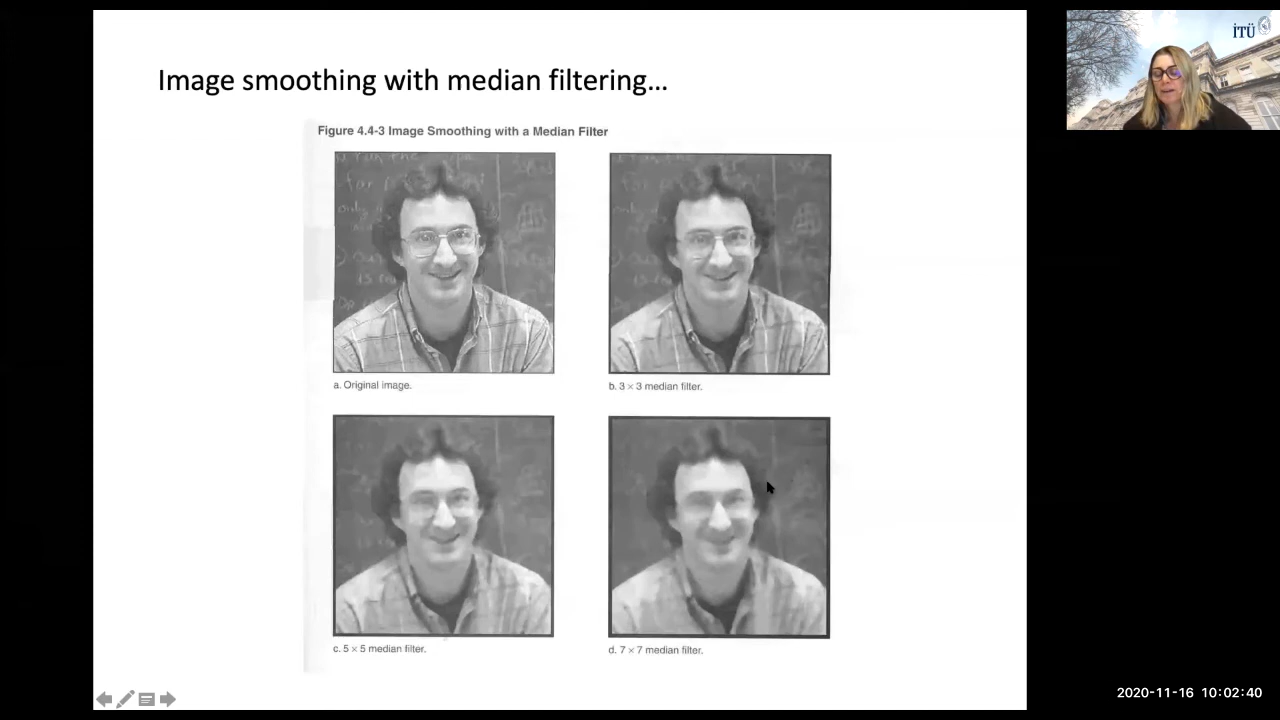 Image smoothing with median filtering...
Figure 4.4-3 Image Smoothing with a Median Filter
a. Original image.
b. 3 × 3 median filter.
c. 5 × 5 median filter.
d. 7 × 7 median filter.
İTÜ
2020-11-16 10:02:40